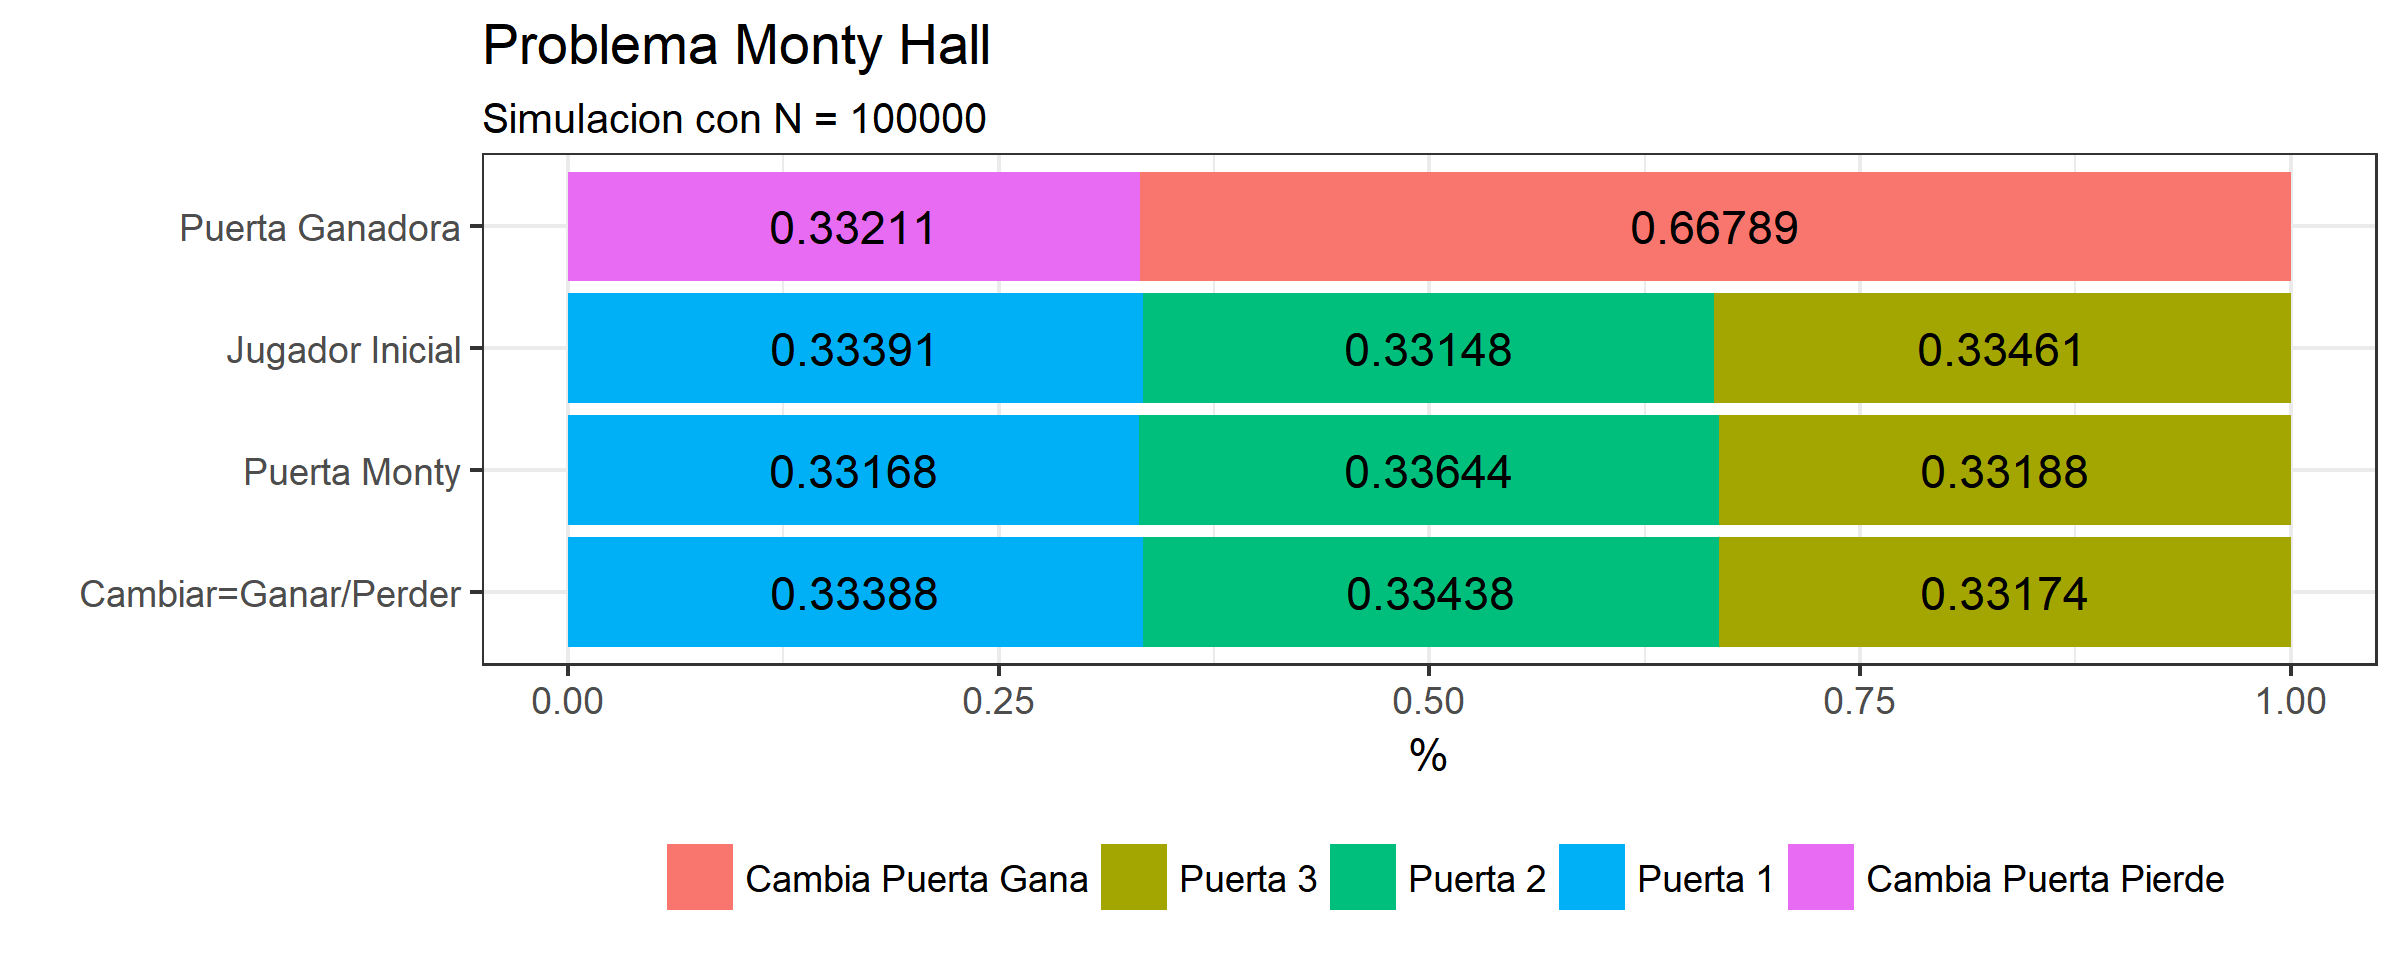 Problema Monty Hall
Simulacion con N = 100000
Puerta Ganadora 0.33211 0.66789
Jugador Inicial 0.33391 0.33148 0.33461
Puerta Monty 0.33168 0.33644 0.33188
Cambiar=Ganar/Perder 0.33388 0.33438 0.33174
0.00 0.25 0.50 0.75 1.00
%
Cambia Puerta Gana Puerta 3 Puerta 2 Puerta 1 Cambia Puerta Pierde